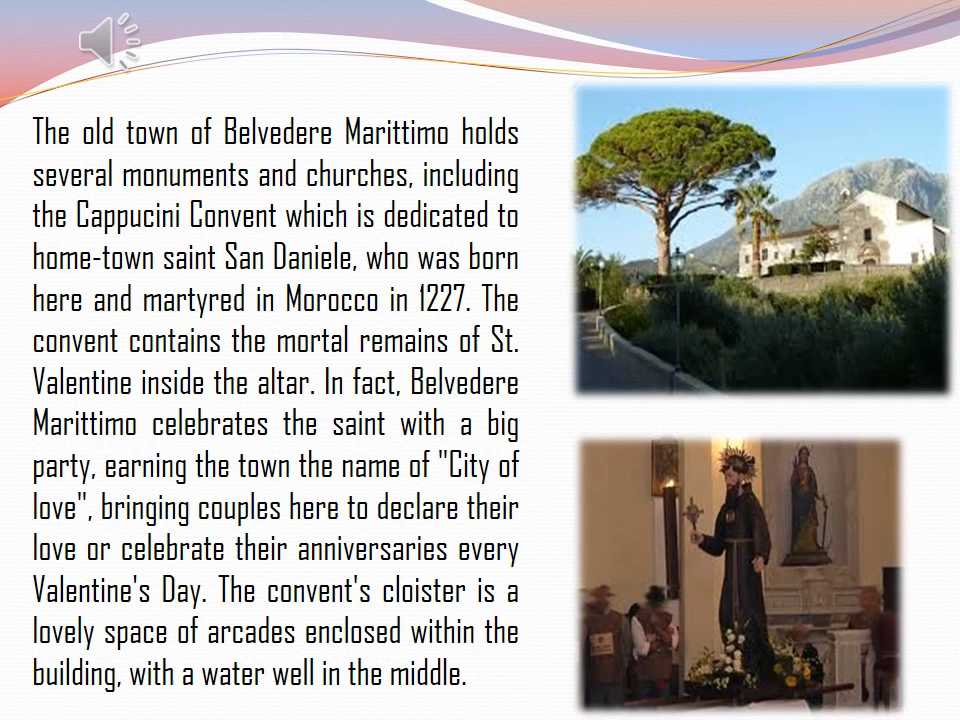 The old town of Belvedere Marittimo holds
several monuments and churches, including
the Cappucini Convent which is dedicated to
home-town saint San Daniele, who was born
here and martyred in Morocco in 1227. The
convent contains the mortal remains of St.
Valentine inside the altar. In fact, Belvedere
Marittimo celebrates the saint with a big
party, earning the town the name of "City of
love", bringing couples here to declare their
love or celebrate their anniversaries every
Valentine's Day. The convent's cloister is a
lovely space of arcades enclosed within the
building, with a water well in the middle.